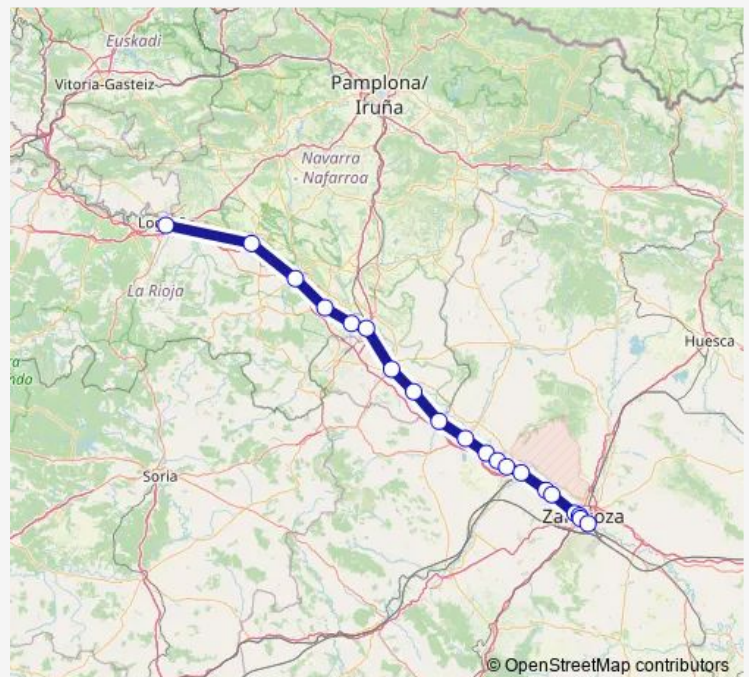 Euskadi
Vitoria-Gasteiz
Pamplona/
Iruña
Navarra
- Nafarroa
La Rioja
Huesca
Soria
© OpenStreetMap contributors